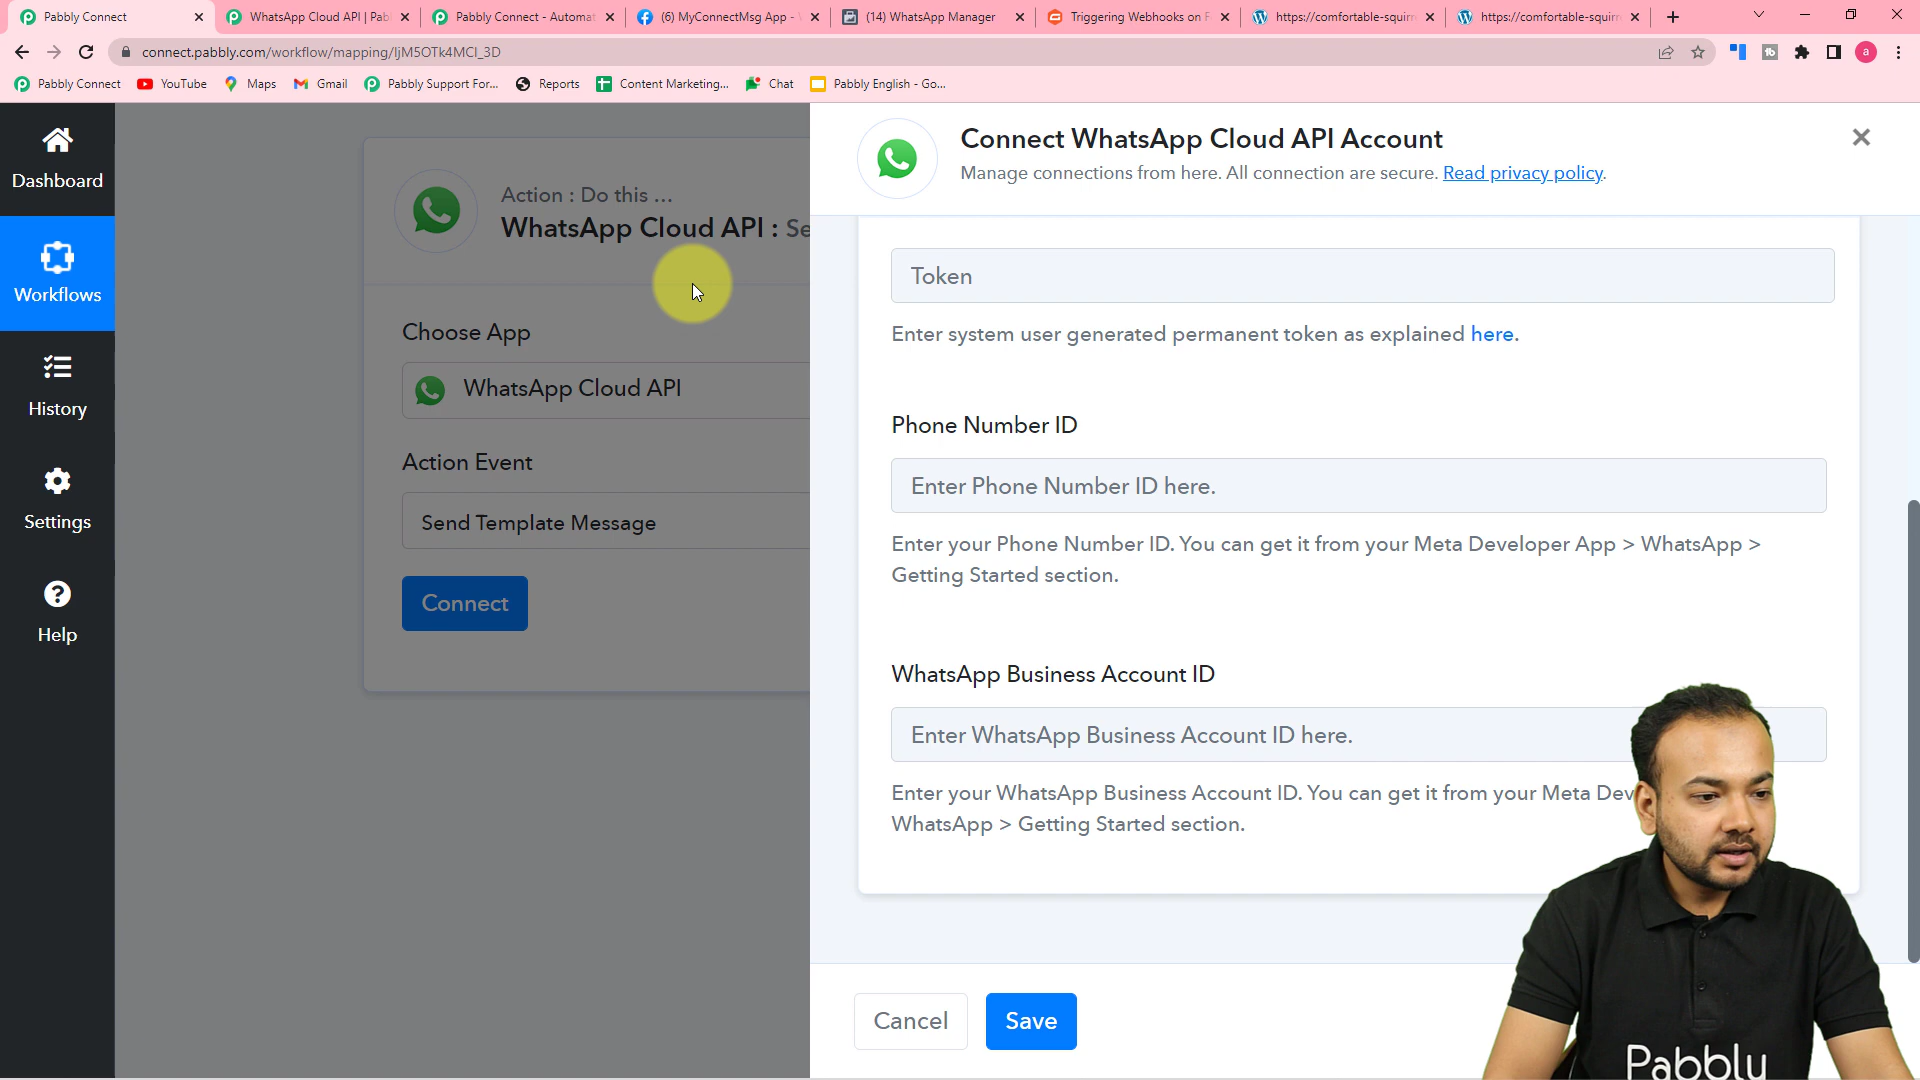 Pabbly Connect
WhatsApp Cloud API | Pab
Pabbly Connect - Automat
(6) MyConnectMsg App -
(14) WhatsApp Manager
Triggering Webhooks on F
https://comfortable-squirr
https://comfortable-squirr
connect.pabbly.com/workflow/mapping/IjM5OTk4MCI_3D
a
Pabbly Connect
YouTube
Maps
Gmail
Pabbly Support For...
Reports
Content Marketing...
Chat
Pabbly English - Go...
Dashboard
Workflows
History
Settings
Help
Action : Do this ...
WhatsApp Cloud API : Se
Choose App
WhatsApp Cloud API
Action Event
Send Template Message
Connect
Connect WhatsApp Cloud API Account
Manage connections from here. All connection are secure. Read privacy policy.
Token
Enter system user generated permanent token as explained here.
Phone Number ID
Enter Phone Number ID here.
Enter your Phone Number ID. You can get it from your Meta Developer App > WhatsApp >
Getting Started section.
WhatsApp Business Account ID
Enter WhatsApp Business Account ID here.
Enter your WhatsApp Business Account ID. You can get it from your Meta Dev
WhatsApp > Getting Started section.
Cancel
Save
Pabbly